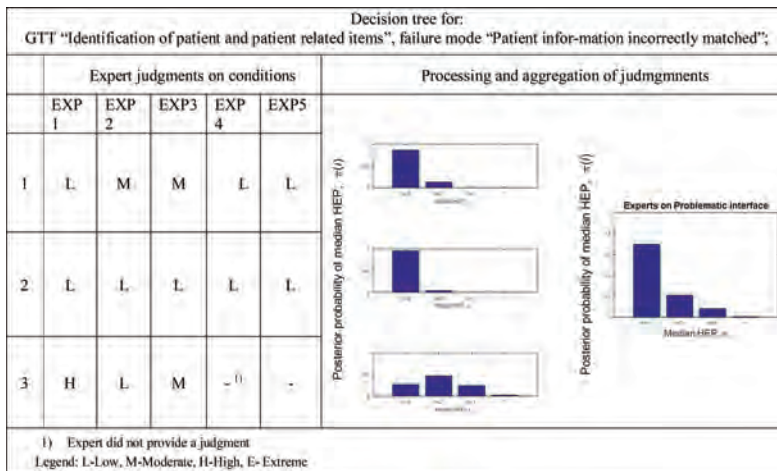 Decision tree for:
GTT “Identification of patient and patient related items”, failure mode “Patient infor-mation incorrectly matched”;
Expert judgments on conditions
Processing and aggregation of judmgmnents
EXP 1
EXP 2
EXP3
EXP 4
EXP5
1 L M M L L
2 L L L L L
3 H L M - 1) -
Posterior probability of median HEP, π(i)
Posterior probability of median HEP, π(i)
Experts on Problematic interface
Median HEP,
1) Expert did not provide a judgment
Legend: L-Low, M-Moderate, H-High, E- Extreme